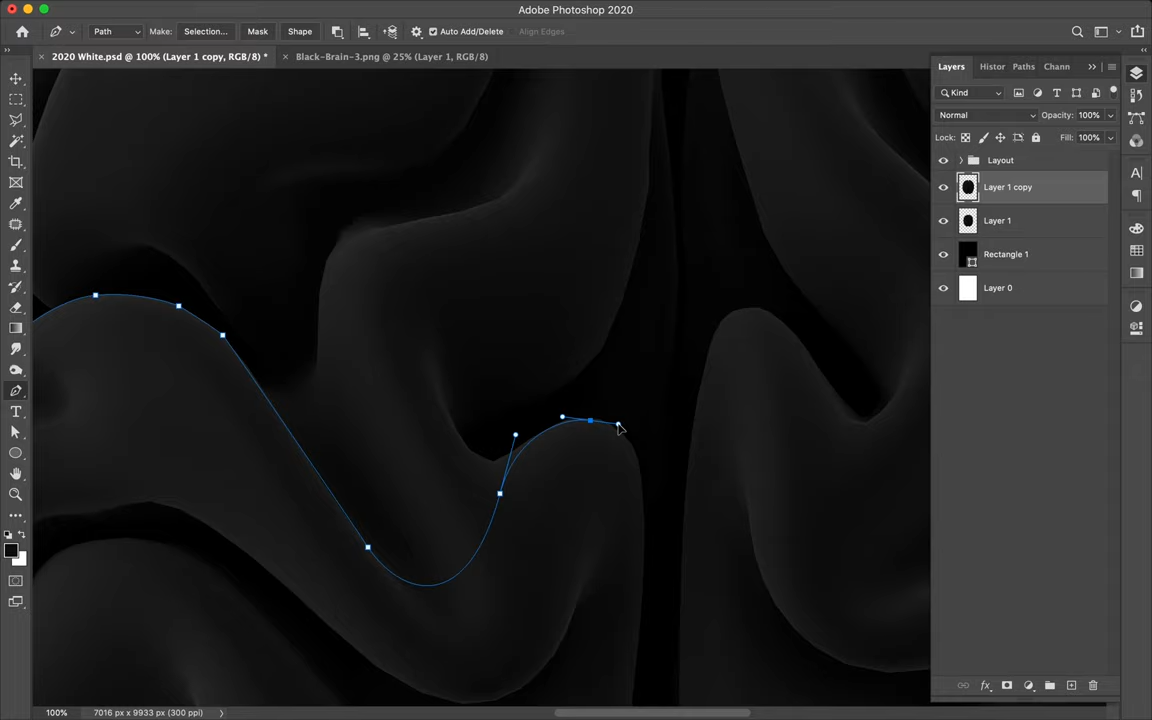 Adobe Photoshop 2020
Path Make: Selection... Mask Shape Auto Add/Delete Align Edges
2020 White.psd @ 100% (Layer 1 copy, RGB/8) * Black-Brain-3.png @ 25% (Layer 1, RGB/8)
Layers Histor Paths Chann
Kind
Normal Opacity: 100%
Lock: Fill: 100%
Layout
Layer 1 copy
Layer 1
Rectangle 1
Layer 0
100% 7016 px x 9933 px (300 ppi)